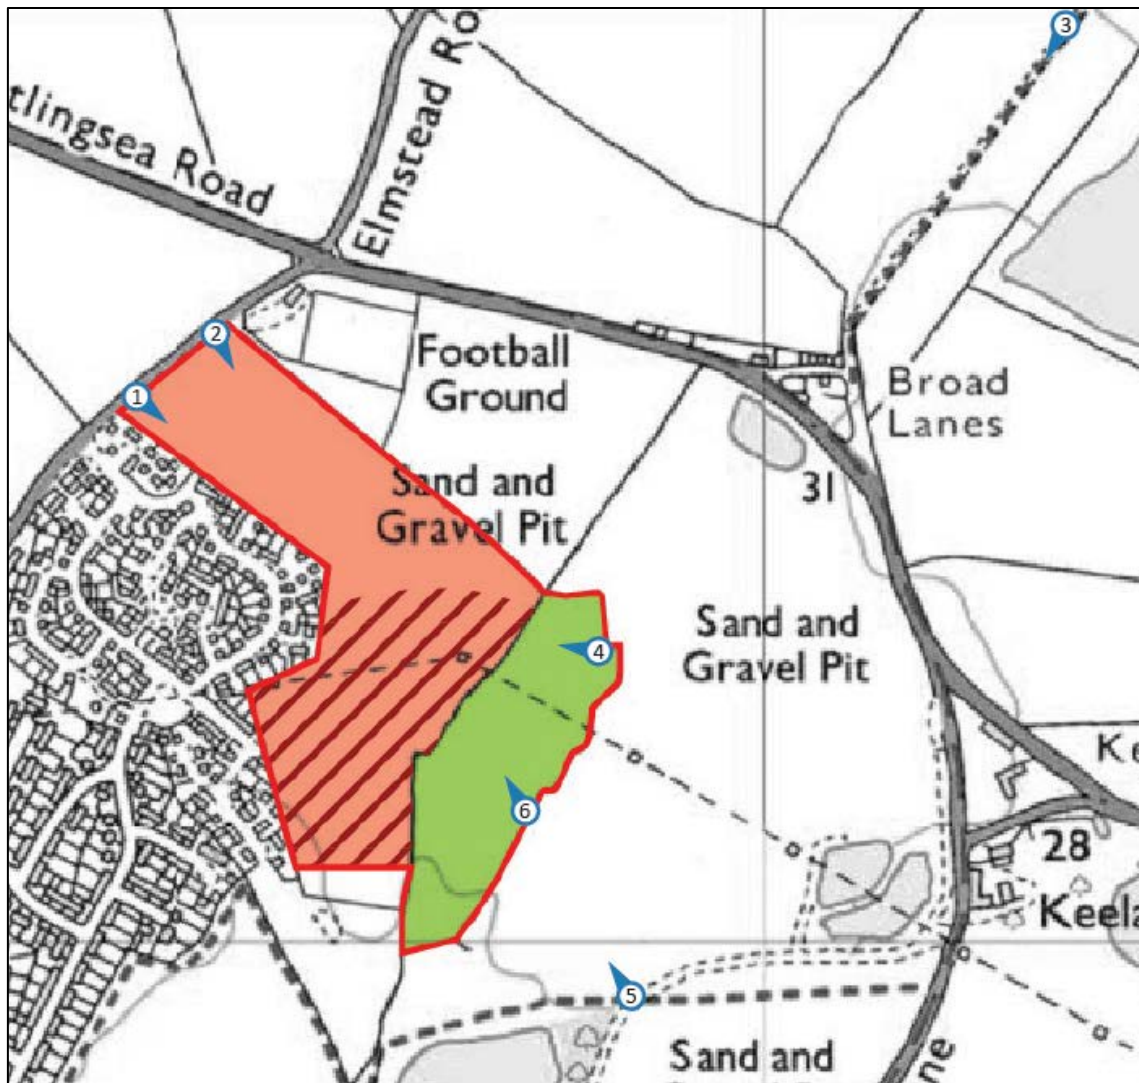 3
tlingsea Road
Elmstead Ro
2
1
Football
Ground
Broad
Lanes
Sand and
Gravel Pit
31
Sand and
Gravel Pit
4
Ke
6
28
Keela
5
Sand and
ne